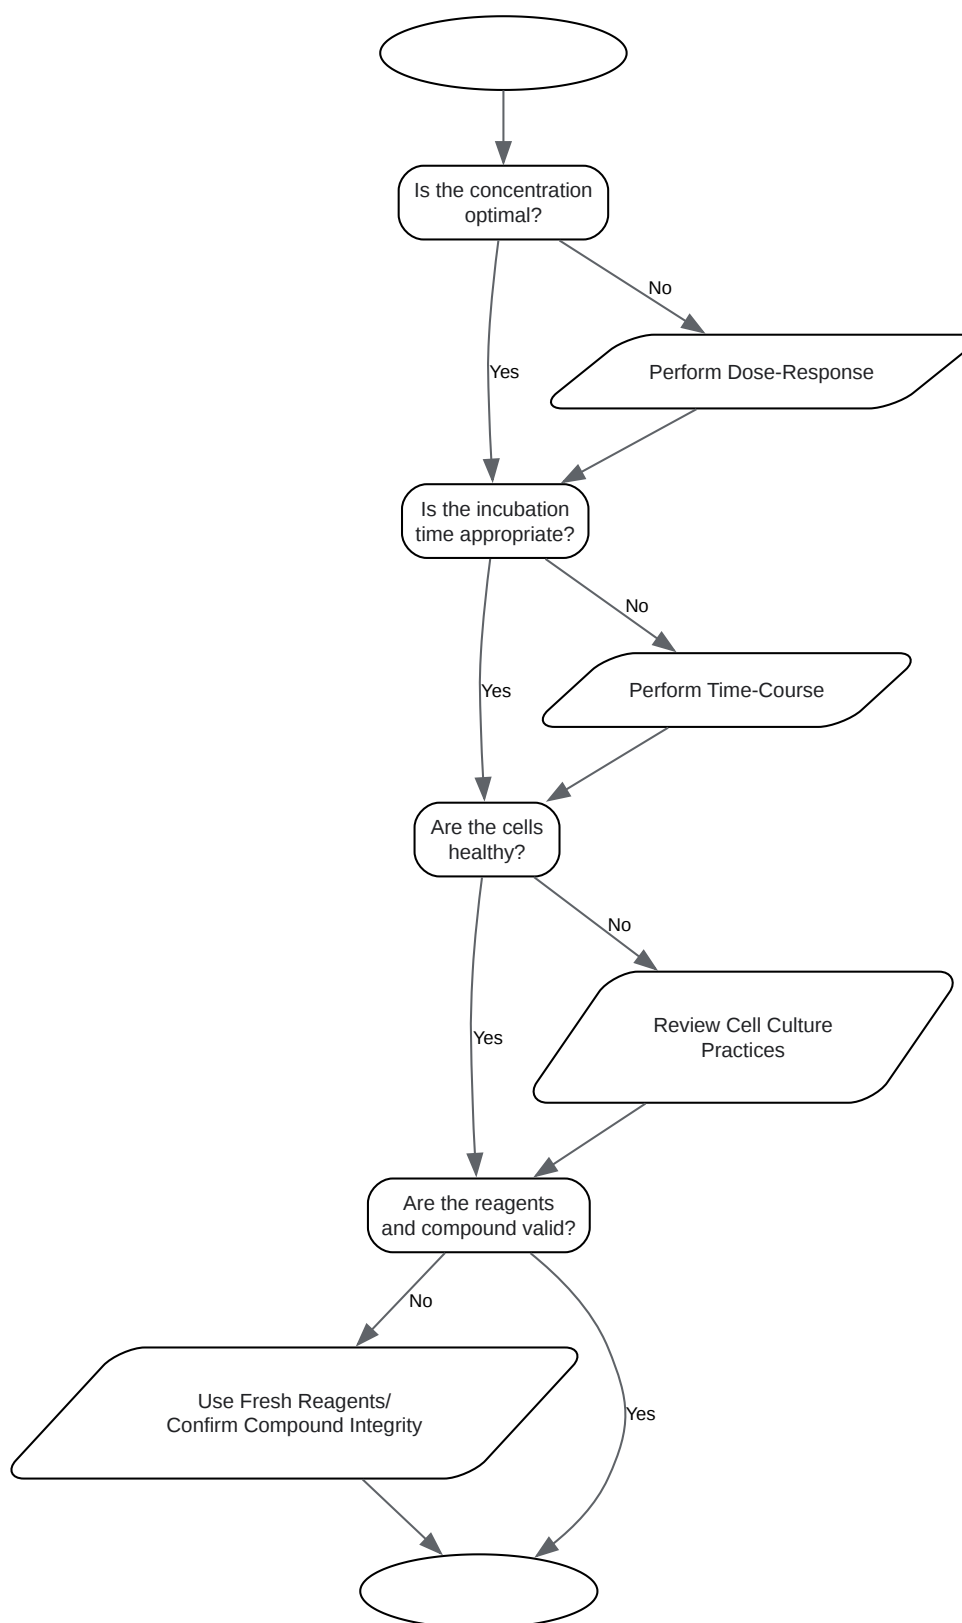 Is the concentration
optimal?
No
Yes
Perform Dose-Response
Is the incubation
time appropriate?
No
Yes
Perform Time-Course
Are the cells
healthy?
No
Yes
Review Cell Culture
Practices
Are the reagents
and compound valid?
No
Use Fresh Reagents/
Confirm Compound Integrity
Yes